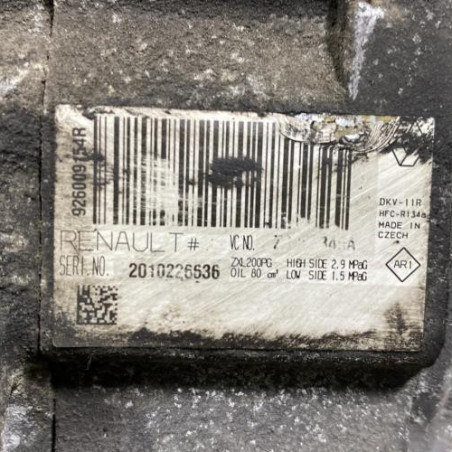 926009154R
RENAULT #
VC NO.
SERI. NO. 2010226636
ZXL200PG HIGH SIDE 2.9 MPaG
OIL 80 cm³ LOW SIDE 1.5 MPaG
DKV-11R
HFC-R134a
MADE IN
CZECH
AR1